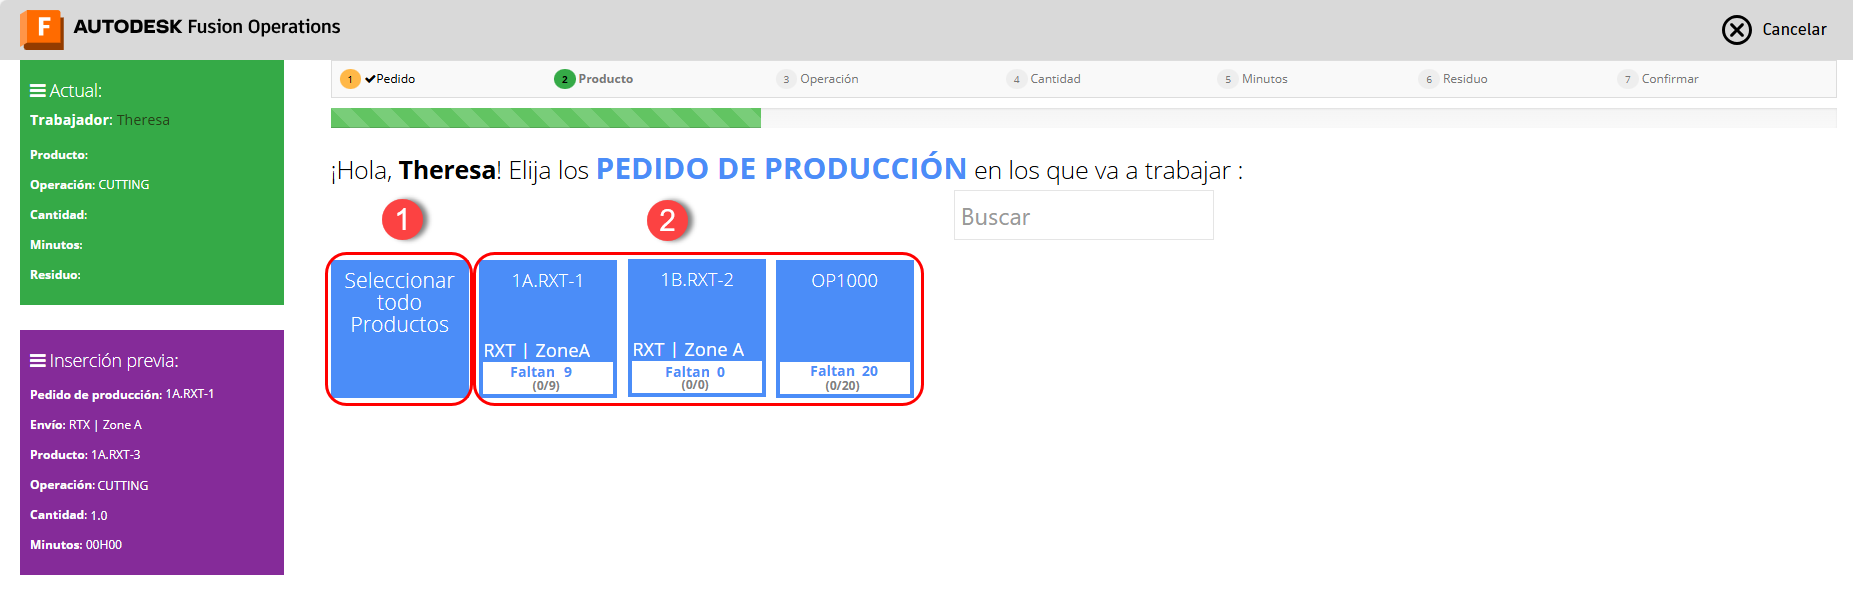 F AUTODESK Fusion Operations
Cancelar
Actual:
Trabajador: Theresa
Producto:
Operación: CUTTING
Cantidad:
Minutos:
Residuo:
Inserción previa:
Pedido de producción: 1A.RXT-1
Envío: RTX | Zone A
Producto: 1A.RXT-3
Operación: CUTTING
Cantidad: 1.0
Minutos: 00H00
1 Pedido
2 Producto
3 Operación
4 Cantidad
5 Minutos
6 Residuo
7 Confirmar
¡Hola, Theresa! Elija los PEDIDO DE PRODUCCIÓN en los que va a trabajar :
Buscar
1
2
Seleccionar
todo
Productos
1A.RXT-1
RXT | ZoneA
Faltan 9
(0/9)
1B.RXT-2
RXT | Zone A
Faltan 0
(0/0)
OP1000
Faltan 20
(0/20)